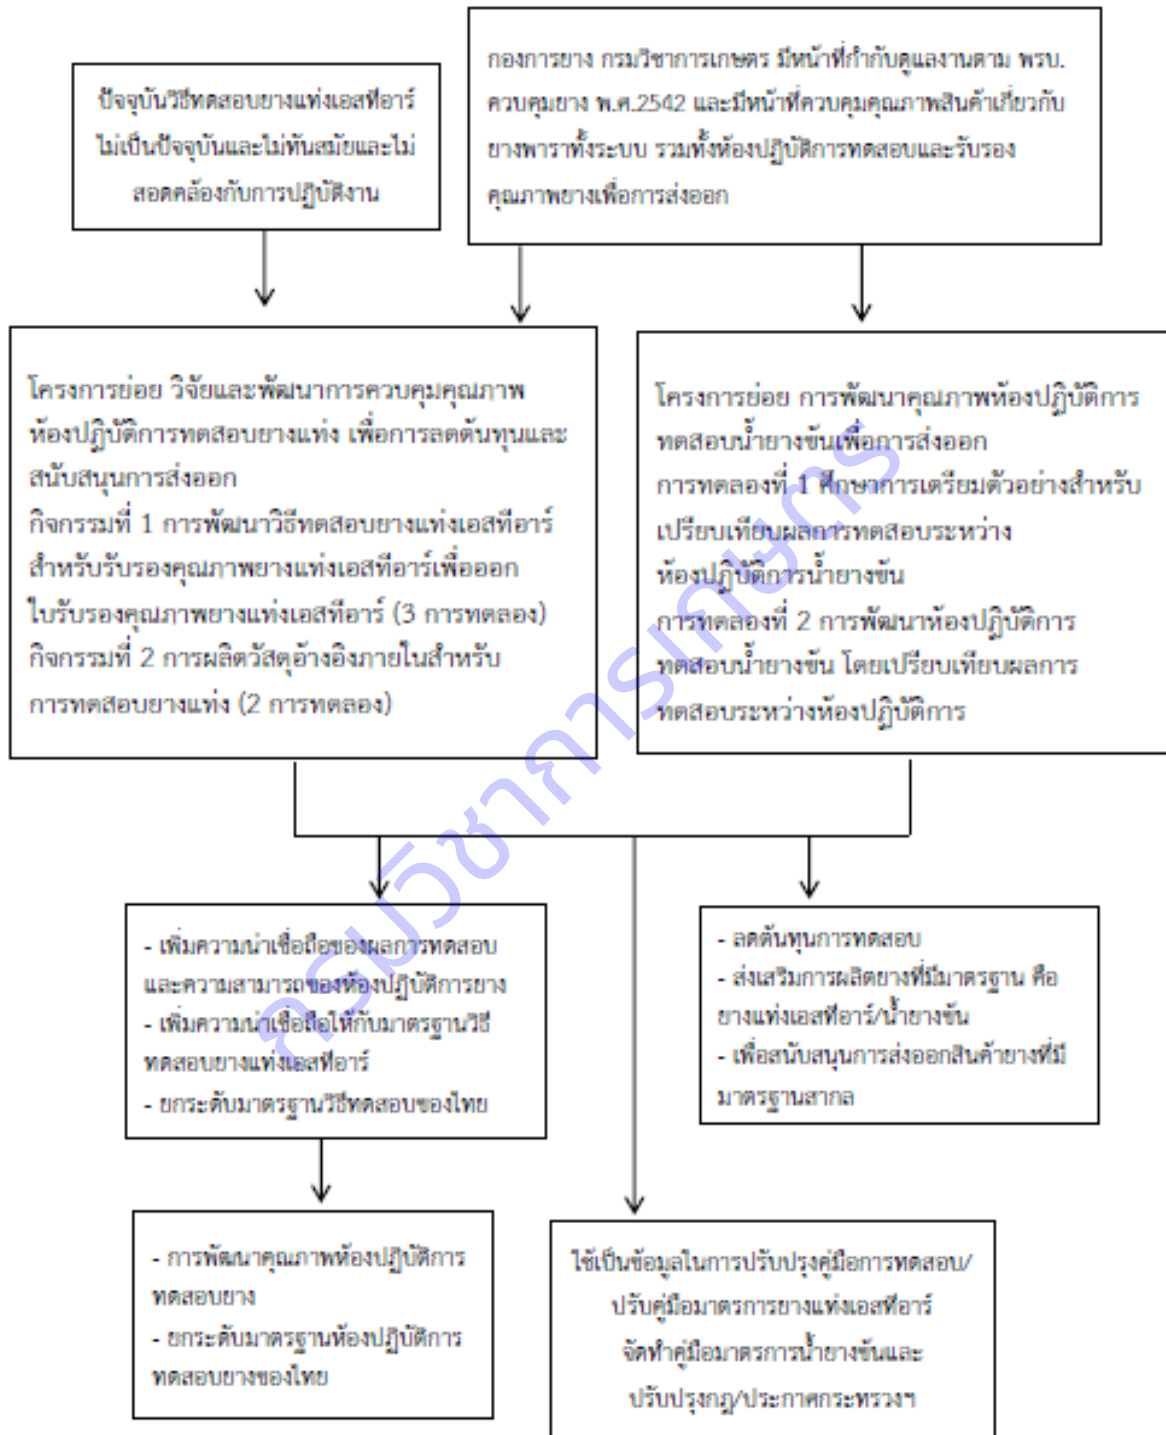 ปัจจุบันวิธีทดสอบยางแท่งเอสทีอาร์
ไม่เป็นปัจจุบันและไม่ทันสมัยและไม่
สอดคล้องกับการปฏิบัติงาน
กองการยาง กรมวิชาการเกษตร มีหน้าที่กำกับดูแลงานตาม พรบ.
ควบคุมยาง พ.ศ.2542 และมีหน้าที่ควบคุมคุณภาพสินค้าเกี่ยวกับ
ยางพาราทั้งระบบ รวมทั้งห้องปฏิบัติการทดสอบและรับรอง
คุณภาพยางเพื่อการส่งออก
โครงการย่อย วิจัยและพัฒนาการควบคุมคุณภาพ
ห้องปฏิบัติการทดสอบยางแท่ง เพื่อการลดต้นทุนและ
สนับสนุนการส่งออก
กิจกรรมที่ 1 การพัฒนาวิธีทดสอบยางแท่งเอสทีอาร์
สำหรับรับรองคุณภาพยางแท่งเอสทีอาร์เพื่อออก
ใบรับรองคุณภาพยางแท่งเอสทีอาร์ (3 การทดลอง)
กิจกรรมที่ 2 การผลิตวัสดุอ้างอิงภายในสำหรับ
การทดสอบยางแท่ง (2 การทดลอง)
โครงการย่อย การพัฒนาคุณภาพห้องปฏิบัติการ
ทดสอบน้ำยางข้นเพื่อการส่งออก
การทดลองที่ 1 ศึกษาการเตรียมตัวอย่างสำหรับ
เปรียบเทียบผลการทดสอบระหว่าง
ห้องปฏิบัติการน้ำยางข้น
การทดลองที่ 2 การพัฒนาห้องปฏิบัติการ
ทดสอบน้ำยางข้น โดยเปรียบเทียบผลการ
ทดสอบระหว่างห้องปฏิบัติการ
- เพิ่มความน่าเชื่อถือของผลการทดสอบ
และความสามารถของห้องปฏิบัติการยาง
- เพิ่มความน่าเชื่อถือให้กับมาตรฐานวิธี
ทดสอบยางแท่งเอสทีอาร์
- ยกระดับมาตรฐานวิธีทดสอบของไทย
- ลดต้นทุนการทดสอบ
- ส่งเสริมการผลิตยางที่มีมาตรฐาน คือ
ยางแท่งเอสทีอาร์/น้ำยางข้น
- เพื่อสนับสนุนการส่งออกสินค้ายางที่มี
มาตรฐานสากล
- การพัฒนาคุณภาพห้องปฏิบัติการ
ทดสอบยาง
- ยกระดับมาตรฐานห้องปฏิบัติการ
ทดสอบยางของไทย
ใช้เป็นข้อมูลในการปรับปรุงคู่มือการทดสอบ/
ปรับคู่มือมาตรการยางแท่งเอสทีอาร์
จัดทำคู่มือมาตรการน้ำยางข้นและ
ปรับปรุงกฎ/ประกาศกระทรวงฯ
กรมวิชาการเกษตร